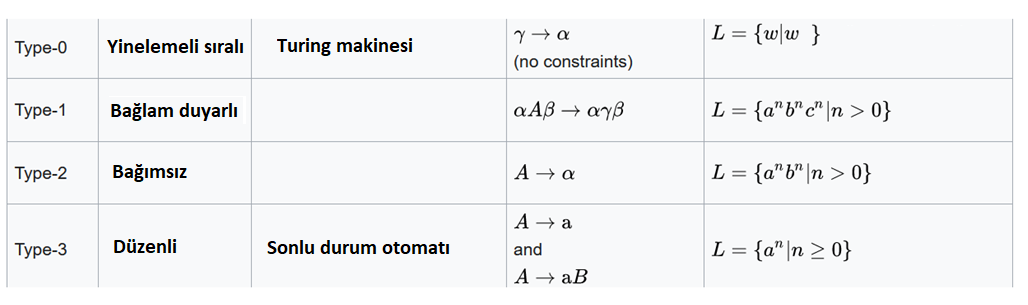 Type-0 Yinelemeli sıralı Turing makinesi γ → α L = {w|w }
(no constraints)
Type-1 Bağlam duyarlı αAβ → αγβ L = {aⁿbⁿcⁿ|n > 0}
Type-2 Bağımsız A → α L = {aⁿbⁿ|n > 0}
Type-3 Düzenli Sonlu durum otomatı A → a L = {aⁿ|n ≥ 0}
and
A → aB